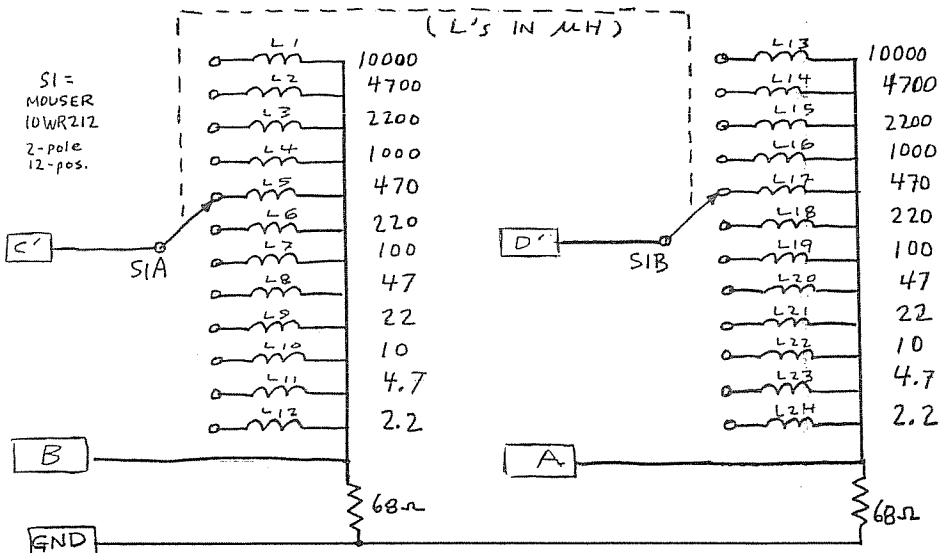 ( L's IN µH )
S1 =
MOUSER
10WR212
2-pole
12-pos.
L1 10000
L2 4700
L3 2200
L4 1000
L5 470
L6 220
L7 100
L8 47
L9 22
L10 10
L11 4.7
L12 2.2
C'
S1A
B
68Ω
GND
L13 10000
L14 4700
L15 2200
L16 1000
L17 470
L18 220
L19 100
L20 47
L21 22
L22 10
L23 4.7
L24 2.2
D'
S1B
A
68Ω